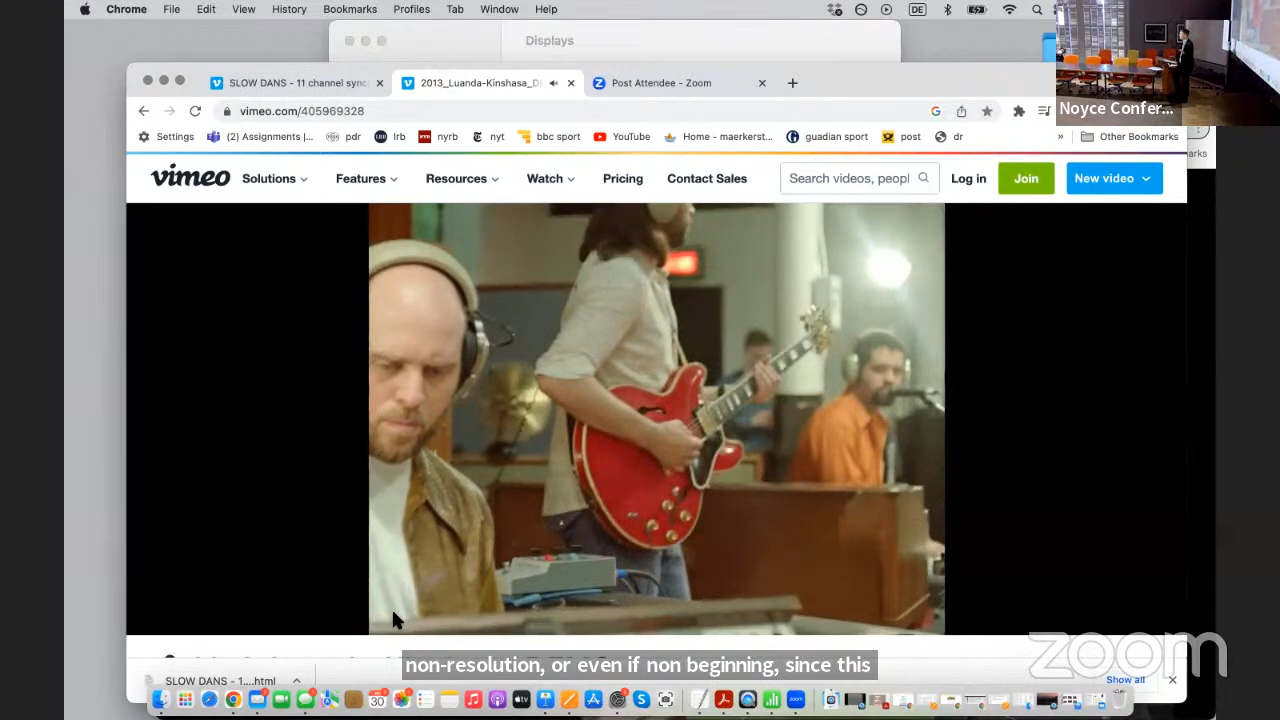 Chrome File Edit View History Bookmarks Profiles Tab Window Help DE
Displays
SLOW DANS - 11 channel sync
2013_Luanda-Kinshasa_D
Post Attendee - Zoom
vimeo.com/405969328
Noyce Confer...
Settings (2) Assignments |... pdr lrb nyrb nyt bbc sport YouTube Home - maerkerst... guadian sport post dr » Other Bookmarks
vimeo Solutions Features Resources Watch Pricing Contact Sales Search videos, peopl Log in Join New video
non-resolution, or even if non beginning, since this
zoom
SLOW DANS - 1....html
Show all